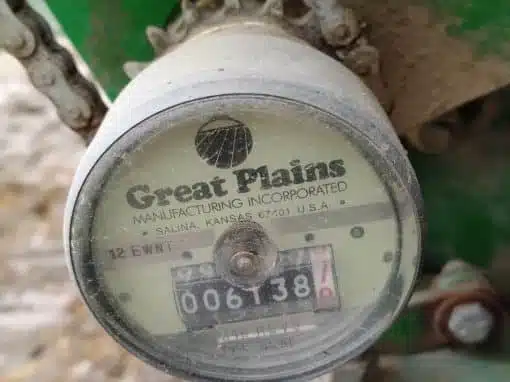 Great Plains
MANUFACTURING INCORPORATED
• SALINA, KANSAS 67401 U.S.A. •
12 EWNT
006138